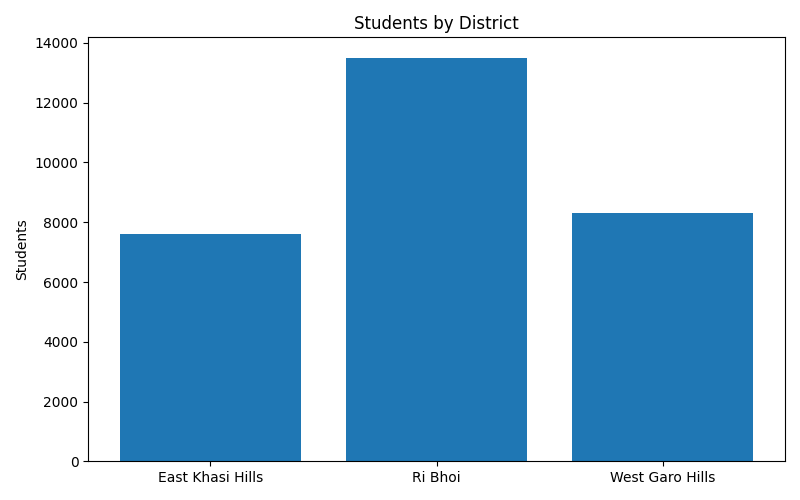 Students by District
Students
14000
12000
10000
8000
6000
4000
2000
0
East Khasi Hills
Ri Bhoi
West Garo Hills